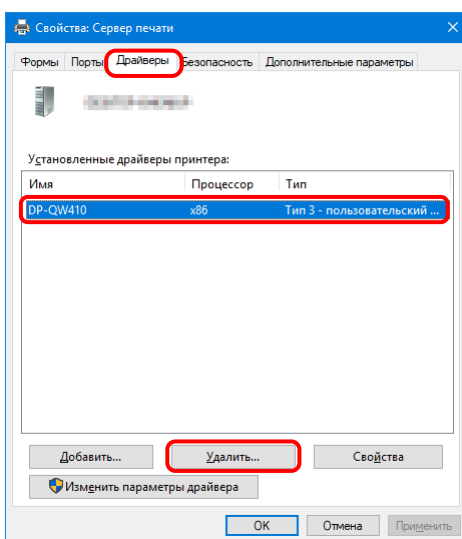 Свойства: Сервер печати
Формы Порты Драйверы Безопасность Дополнительные параметры
Установленные драйверы принтера:
Имя Процессор Тип
DP-QW410 x86 Тип 3 - пользовательский ...
Добавить... Удалить... Свойства
Изменить параметры драйвера
OK Отмена Применить